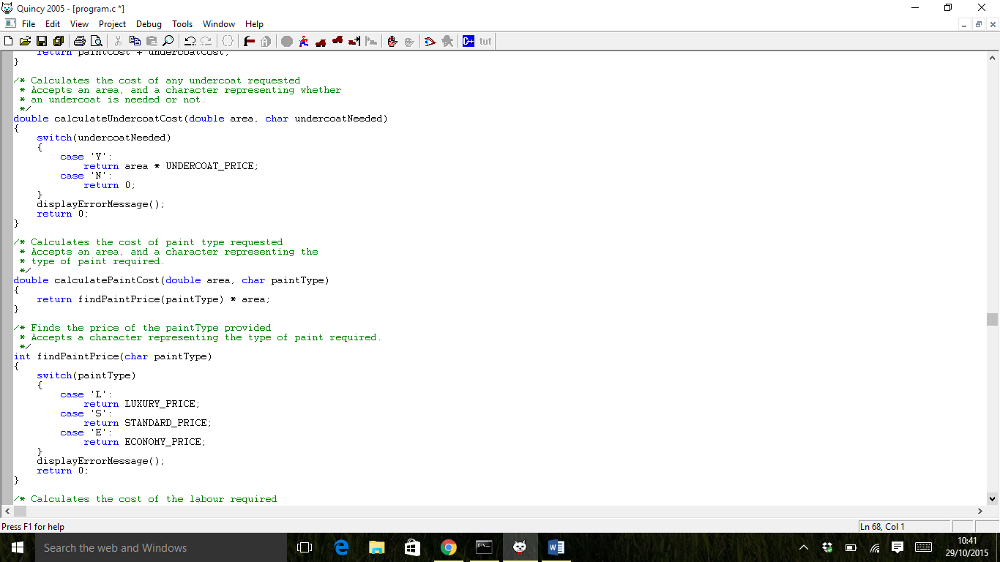 Quincy 2005 - [program.c *]
File Edit View Project Debug Tools Window Help
C++ tut
return paintCost + undercoatCost;
}
/* Calculates the cost of any undercoat requested
 * Accepts an area, and a character representing whether
 * an undercoat is needed or not.
 */
double calculateUndercoatCost(double area, char undercoatNeeded)
{
    switch(undercoatNeeded)
    {
        case 'Y':
            return area * UNDERCOAT_PRICE;
        case 'N':
            return 0;
    }
    displayErrorMessage();
    return 0;
}
/* Calculates the cost of paint type requested
 * Accepts an area, and a character representing the
 * type of paint required.
 */
double calculatePaintCost(double area, char paintType)
{
    return findPaintPrice(paintType) * area;
}
/* Finds the price of the paintType provided
 * Accepts a character representing the type of paint required.
 */
int findPaintPrice(char paintType)
{
    switch(paintType)
    {
        case 'L':
            return LUXURY_PRICE;
        case 'S':
            return STANDARD_PRICE;
        case 'E':
            return ECONOMY_PRICE;
    }
    displayErrorMessage();
    return 0;
}
/* Calculates the cost of the labour required
Press F1 for help
Ln 68, Col 1
Search the web and Windows
10:41
29/10/2015